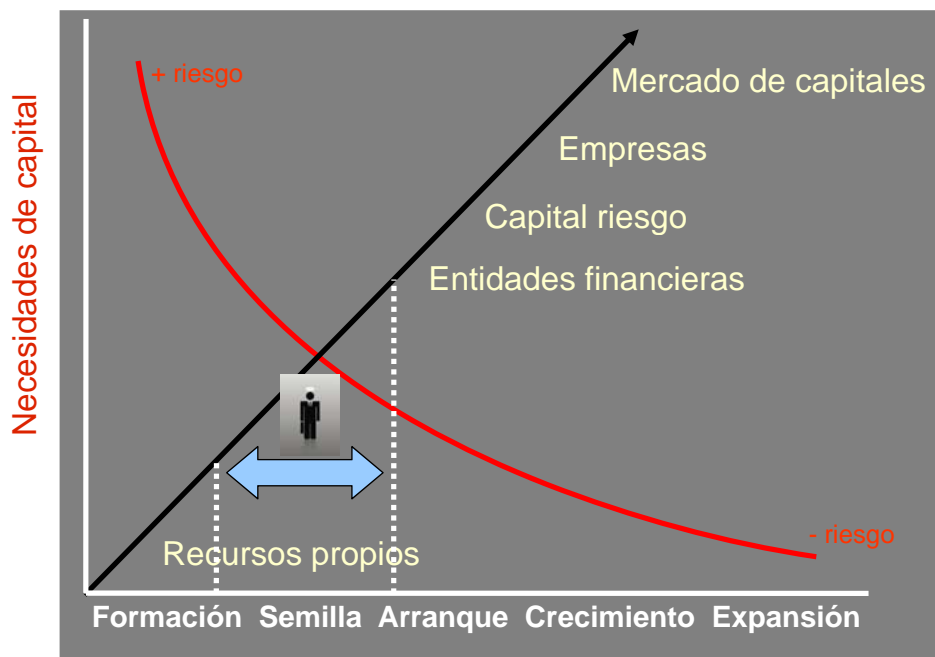 Necesidades de capital
+ riesgo
Mercado de capitales
Empresas
Capital riesgo
Entidades financieras
Recursos propios
- riesgo
Formación Semilla Arranque Crecimiento Expansión